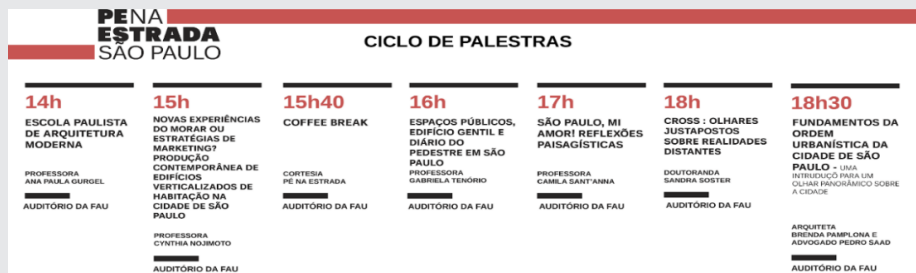 PENA
ESTRADA
SÃO PAULO
CICLO DE PALESTRAS
14h
ESCOLA PAULISTA
DE ARQUITETURA
MODERNA
PROFESSORA
ANA PAULA GURGEL
AUDITÓRIO DA FAU
15h
NOVAS EXPERIÊNCIAS
DO MORAR OU
ESTRATÉGIAS DE
MARKETING?
PRODUÇÃO
CONTEMPORÂNEA DE
EDIFÍCIOS
VERTICALIZADOS DE
HABITAÇÃO NA
CIDADE DE SÃO
PAULO
PROFESSORA
CYNTHIA NOJIMOTO
AUDITÓRIO DA FAU
15h40
COFFEE BREAK
CORTESIA
PÉ NA ESTRADA
AUDITÓRIO DA FAU
16h
ESPAÇOS PÚBLICOS,
EDIFÍCIO GENTIL E
DIÁRIO DO
PEDESTRE EM SÃO
PAULO
PROFESSORA
GABRIELA TENÓRIO
AUDITÓRIO DA FAU
17h
SÃO PAULO, MI
AMOR! REFLEXÕES
PAISAGÍSTICAS
PROFESSORA
CAMILA SANT'ANNA
AUDITÓRIO DA FAU
18h
CROSS : OLHARES
JUSTAPOSTOS
SOBRE REALIDADES
DISTANTES
DOUTORANDA
SANDRA SOSTER
AUDITÓRIO DA FAU
18h30
FUNDAMENTOS DA
ORDEM
URBANÍSTICA DA
CIDADE DE SÃO
PAULO - UMA
INTRUDUÇÕ PARA UM
OLHAR PANORÂMICO SOBRE
A CIDADE
ARQUITETA
BRENDA PAMPLONA E
ADVOGADO PEDRO SAAD
AUDITÓRIO DA FAU